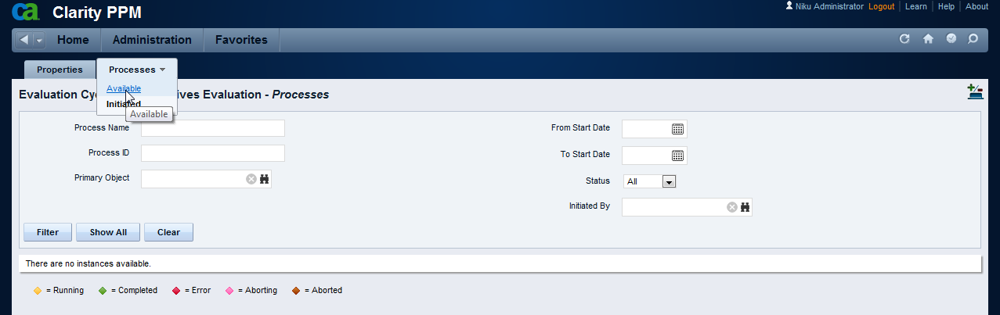 ca Clarity PPM
Niku Administrator Logout Learn Help About
Home Administration Favorites
Properties Processes
Available
Initiated
Available
Evaluation Cyc ives Evaluation - Processes
Process Name
From Start Date
Process ID
To Start Date
Primary Object
Status All
Initiated By
Filter Show All Clear
There are no instances available.
= Running = Completed = Error = Aborting = Aborted